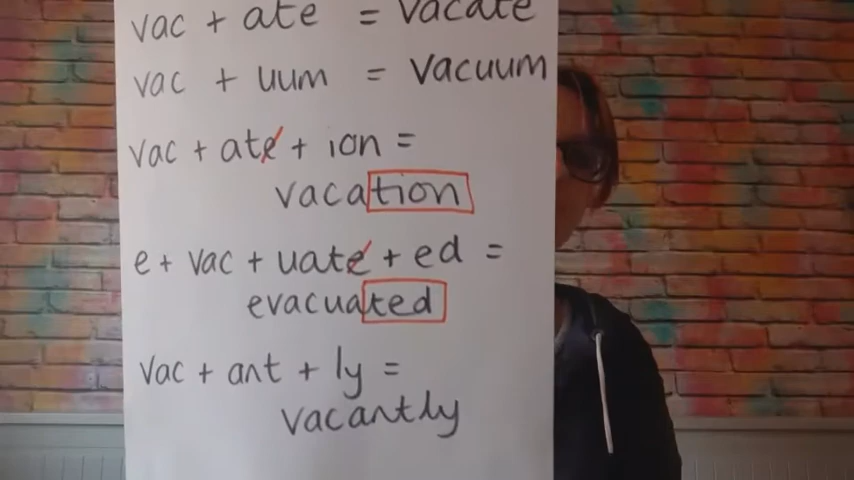 vac + ate = vacate
vac + uum = vacuum
vac + ate + ion =
vacation
e + vac + uate + ed =
evacuated
vac + ant + ly =
vacantly